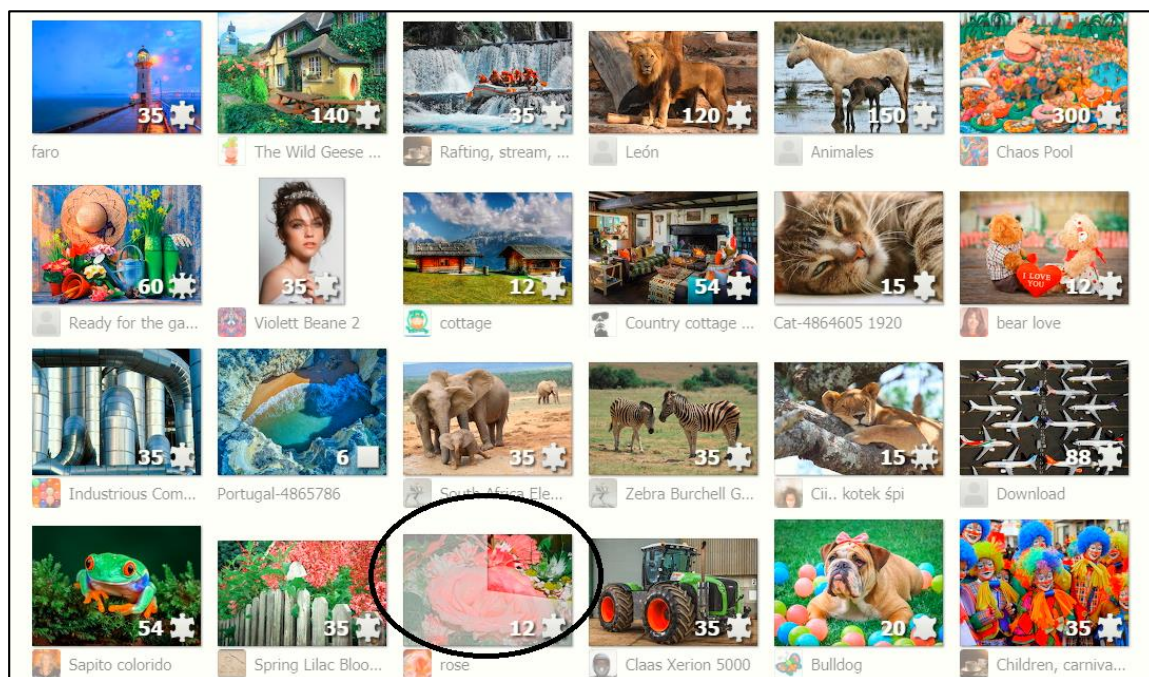 35
140
35
120
150
300
faro
The Wild Geese ...
Rafting, stream, ...
León
Animales
Chaos Pool
60
35
12
54
15
I LOVE
YOU
12
Ready for the ga...
Violett Beane 2
cottage
Country cottage ...
Cat-4864605 1920
bear love
35
6
35
35
15
88
Industrious Com...
Portugal-4865786
South Africa Ele...
Zebra Burchell G...
Cii.. kotek śpi
Download
54
35
12
35
20
35
Sapito colorido
Spring Lilac Bloo...
rose
Claas Xerion 5000
Bulldog
Children, carniva...